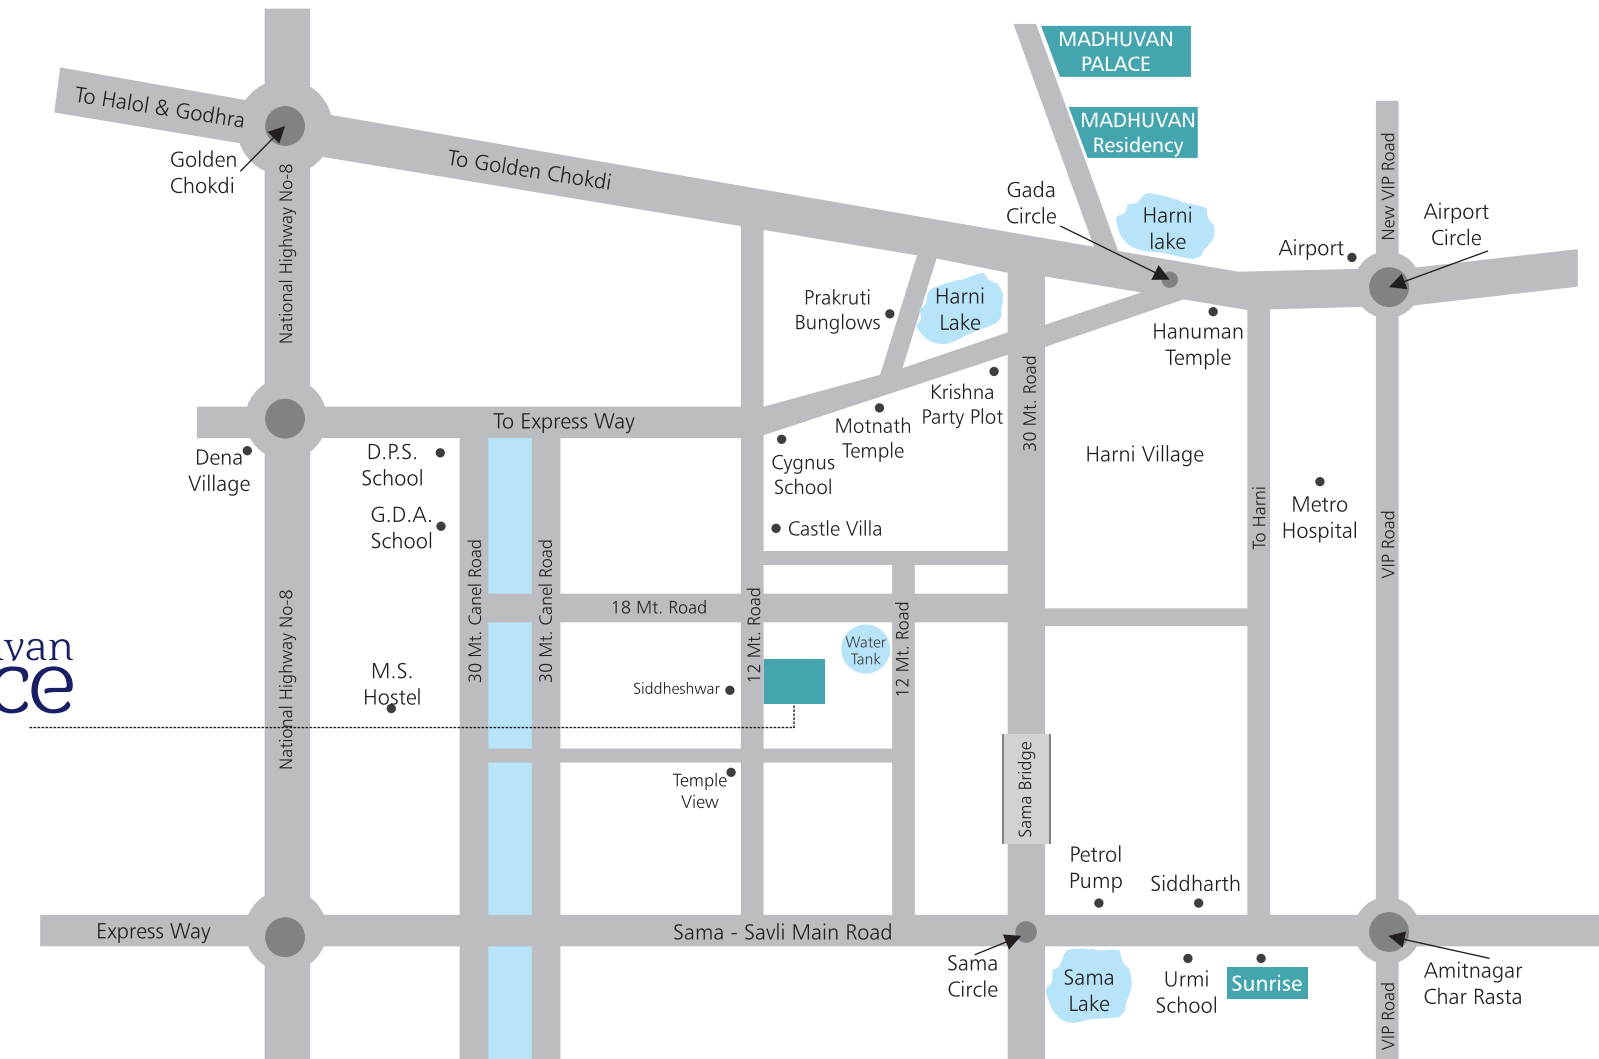 MADHUVAN
PALACE
MADHUVAN
Residency
To Halol & Godhra
Golden
Chokdi
To Golden Chokdi
National Highway No-8
Gada
Circle
Harni
lake
New VIP Road
Airport
Airport
Circle
Prakruti
Bunglows
Harni
Lake
Hanuman
Temple
Krishna
Party Plot
30 Mt. Road
To Express Way
Motnath
Temple
Dena
Village
D.P.S.
School
Cygnus
School
Harni Village
G.D.A.
School
Castle Villa
To Harni
Metro
Hospital
VIP Road
National Highway No-8
30 Mt. Canel Road
30 Mt. Canel Road
18 Mt. Road
12 Mt. Road
12 Mt. Road
Water
Tank
M.S.
Hostel
Siddheshwar
Temple
View
Sama Bridge
Petrol
Pump
Siddharth
Express Way
Sama - Savli Main Road
Sama
Circle
Sama
Lake
Urmi
School
Sunrise
Amitnagar
Char Rasta
VIP Road